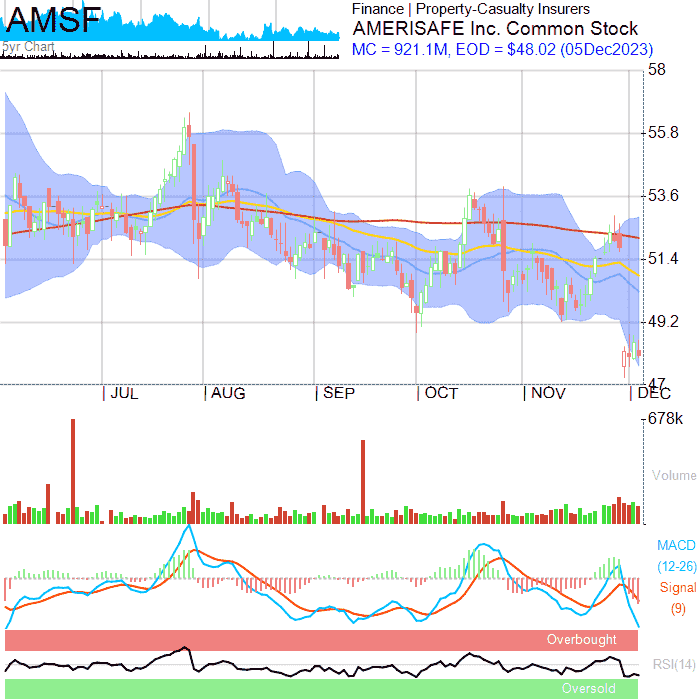 AMSF
5yr Chart
Finance | Property-Casualty Insurers
AMERISAFE Inc. Common Stock
MC = 921.1M, EOD = $48.02 (05Dec2023)
58
55.8
53.6
51.4
49.2
47
JUL
AUG
SEP
OCT
NOV
DEC
678k
Volume
MACD
(12-26)
Signal
(9)
Overbought
RSI(14)
Oversold